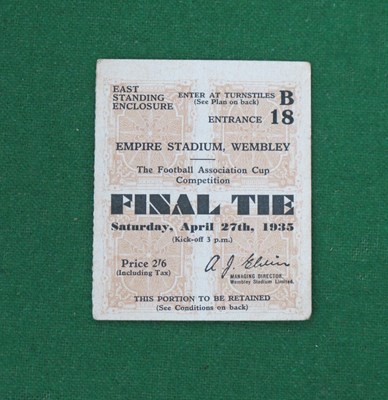 EAST
STANDING
ENCLOSURE
ENTER AT TURNSTILES
(See Plan on back)
B
ENTRANCE 18
EMPIRE STADIUM, WEMBLEY
The Football Association Cup
Competition
FINAL TIE
Saturday, April 27th, 1935
(Kick-off 3 p.m.)
Price 2/6
(Including Tax)
A. J. Elvin
MANAGING DIRECTOR,
Wembley Stadium Limited.
THIS PORTION TO BE RETAINED
(See Conditions on back)